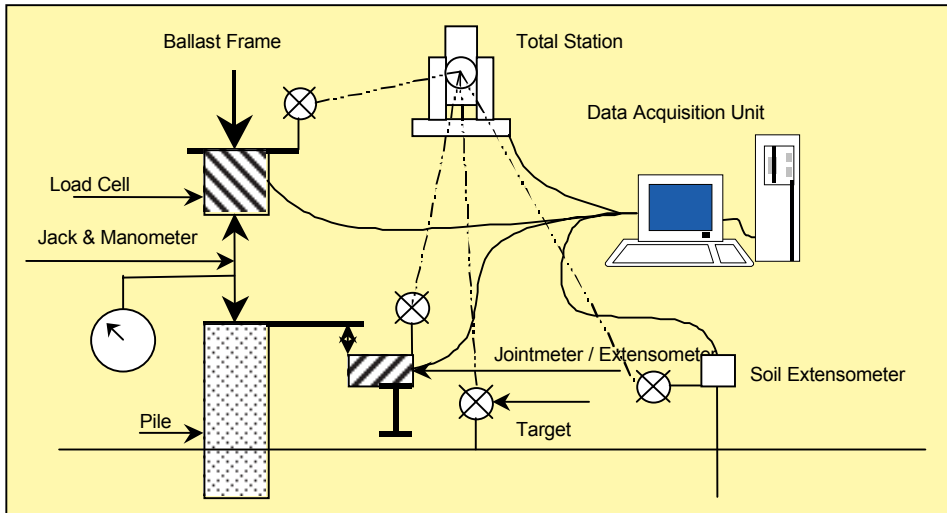 Ballast Frame
Total Station
Data Acquisition Unit
Load Cell
Jack & Manometer
Jointmeter / Extensometer
Soil Extensometer
Pile
Target